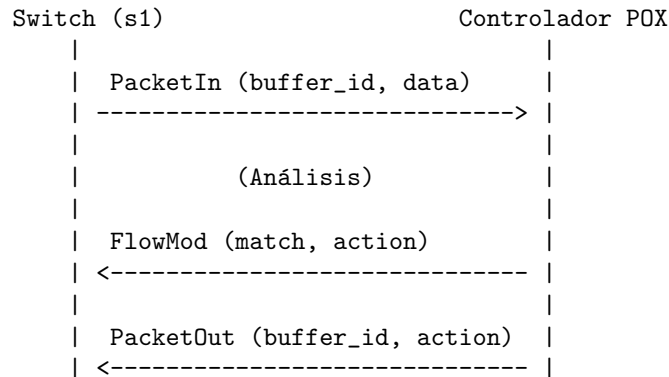 Switch (s1) Controlador POX
| |
| PacketIn (buffer_id, data) |
| ------------------------------> |
| |
| (Análisis) |
| |
| FlowMod (match, action) |
| <------------------------------ |
| |
| PacketOut (buffer_id, action) |
| <------------------------------ |